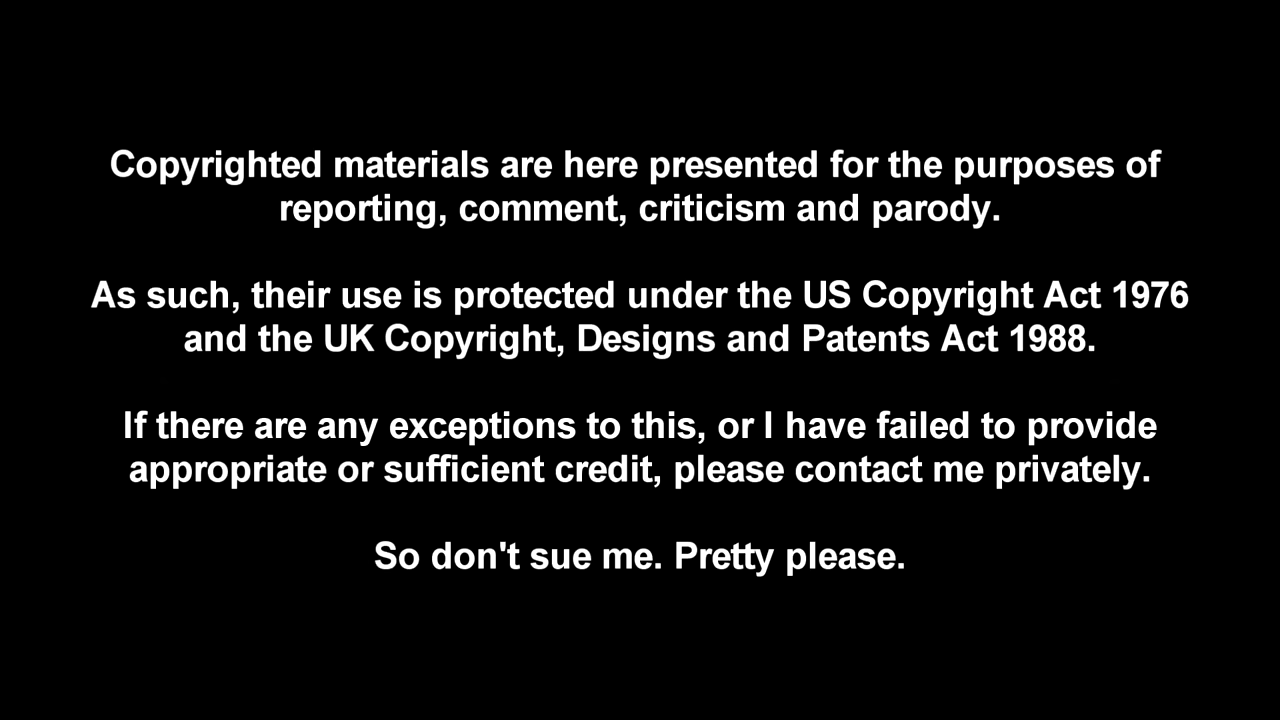 Copyrighted materials are here presented for the purposes of
reporting, comment, criticism and parody.
As such, their use is protected under the US Copyright Act 1976
and the UK Copyright, Designs and Patents Act 1988.
If there are any exceptions to this, or I have failed to provide
appropriate or sufficient credit, please contact me privately.
So don't sue me. Pretty please.